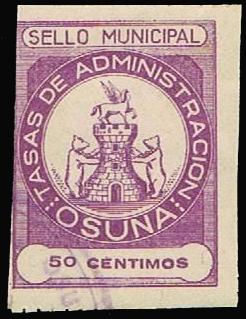 SELLO MUNICIPAL
:TASAS DE ADMINISTRACION:
OSUNA
50 CENTIMOS